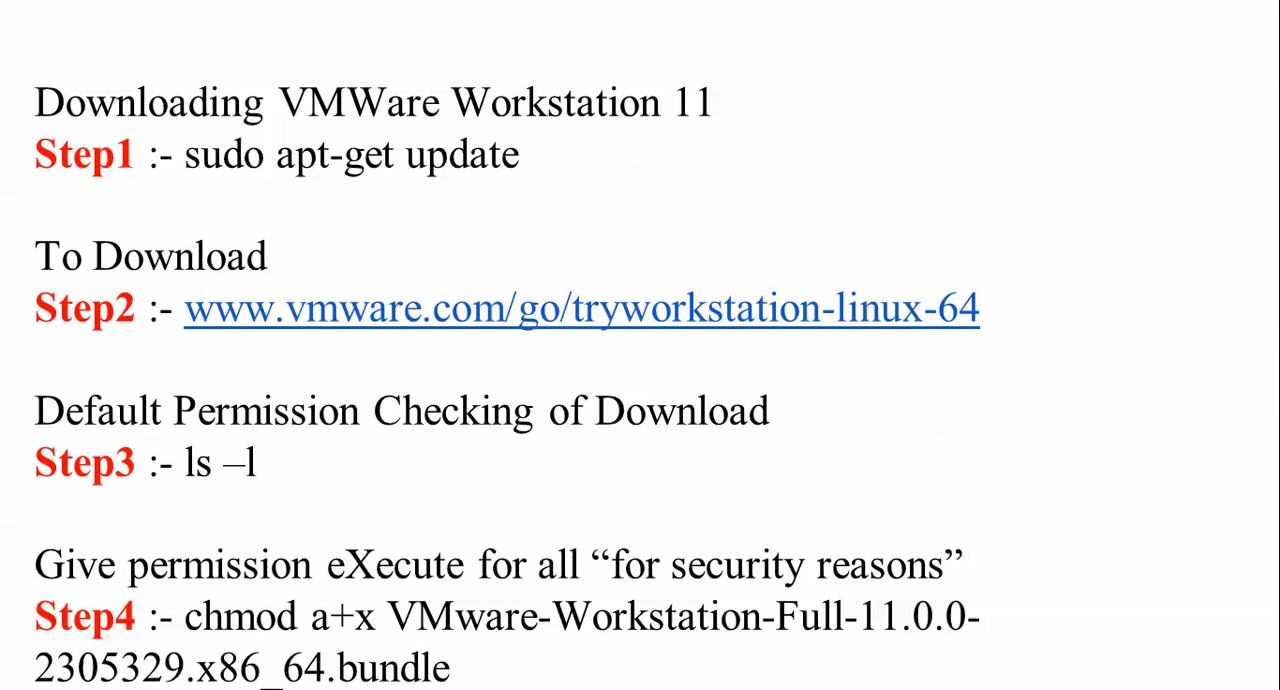 Downloading VMWare Workstation 11
Step1 :- sudo apt-get update
To Download
Step2 :- www.vmware.com/go/tryworkstation-linux-64
Default Permission Checking of Download
Step3 :- ls –l
Give permission eXecute for all “for security reasons”
Step4 :- chmod a+x VMware-Workstation-Full-11.0.0-
2305329.x86_64.bundle